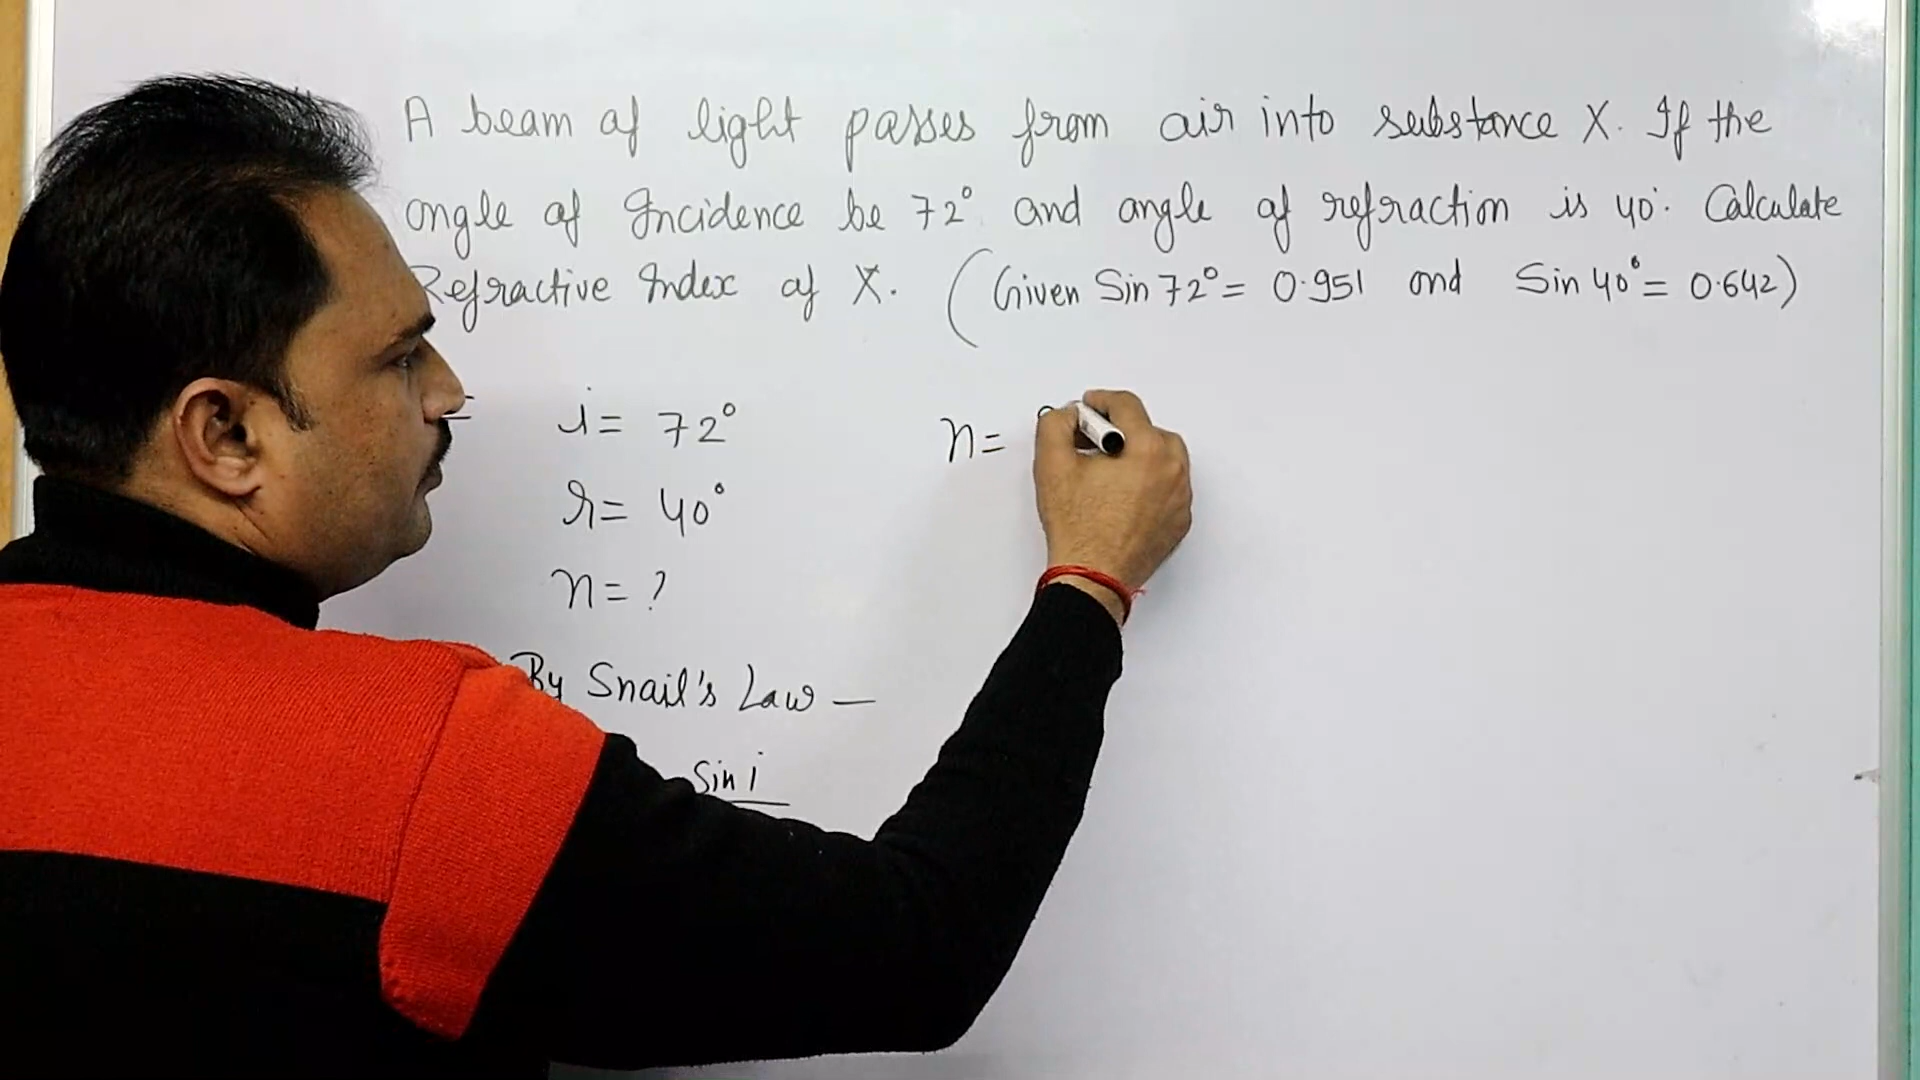 A beam of light passes from air into substance X. If the
angle of Incidence be 72° and angle of refraction is 40°. Calculate
Refractive Index of X. (Given Sin 72° = 0.951 and Sin 40° = 0.642)
i = 72°
r = 40°
n = ?
By Snail's Law —
Sin i
n =